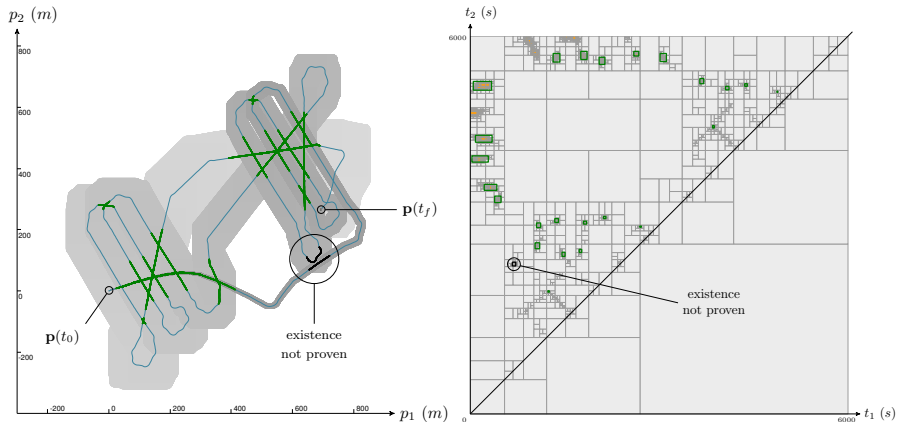 p₂ (m)
800
600
400
200
0
-200
-200
0
200
400
600
800
p₁ (m)
p(t_f)
p(t₀)
existence
not proven
t₂ (s)
6000
0
6000
t₁ (s)
existence
not proven